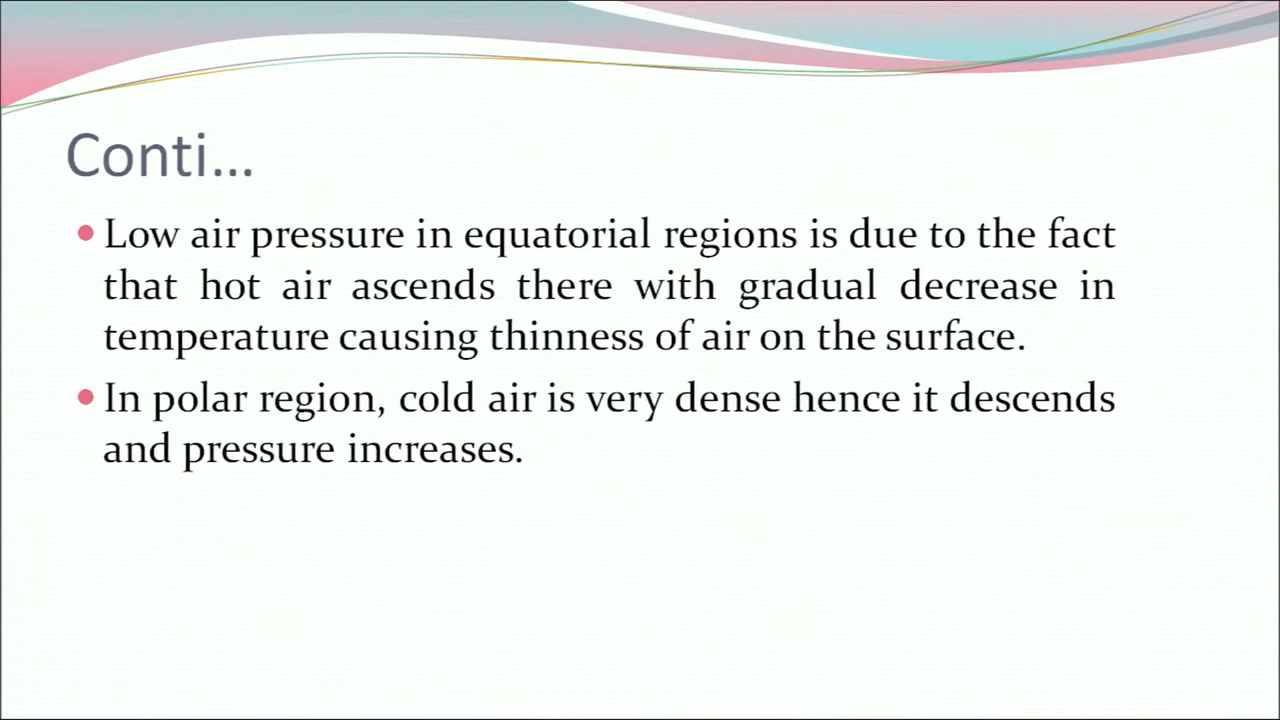 Conti...
Low air pressure in equatorial regions is due to the fact
that hot air ascends there with gradual decrease in
temperature causing thinness of air on the surface.
In polar region, cold air is very dense hence it descends
and pressure increases.